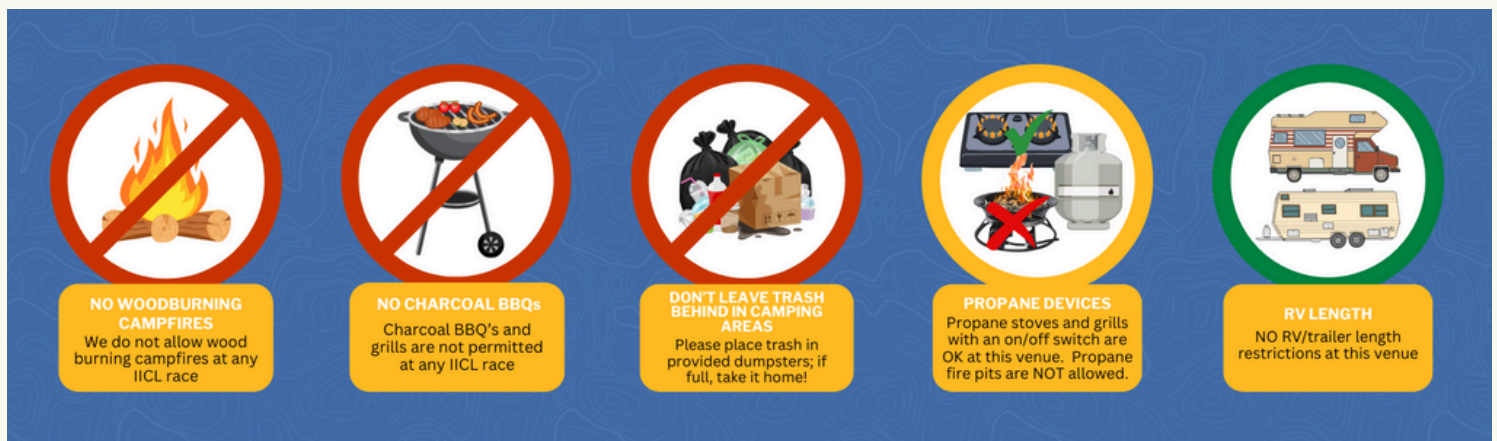 NO WOODBURNING
CAMPFIRES
We do not allow wood
burning campfires at any
IICL race
NO CHARCOAL BBQs
Charcoal BBQ's and
grills are not permitted
at any IICL race
DON'T LEAVE TRASH
BEHIND IN CAMPING
AREAS
Please place trash in
provided dumpsters; if
full, take it home!
PROPANE DEVICES
Propane stoves and grills
with an on/off switch are
OK at this venue. Propane
fire pits are NOT allowed.
RV LENGTH
NO RV/trailer length
restrictions at this venue